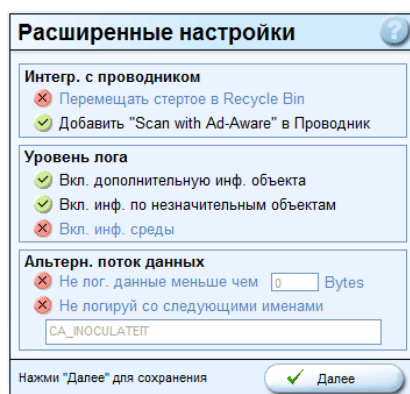 Расширенные настройки ?
Интегр. с проводником
Перемещать стертое в Recycle Bin
Добавить "Scan with Ad-Aware" в Проводник
Уровень лога
Вкл. дополнительную инф. объекта
Вкл. инф. по незначительным объектам
Вкл. инф. среды
Альтерн. поток данных
Не лог. данные меньше чем 0 Bytes
Не логируй со следующими именами
CA_INOCULATEIT
Нажми "Далее" для сохранения Далее